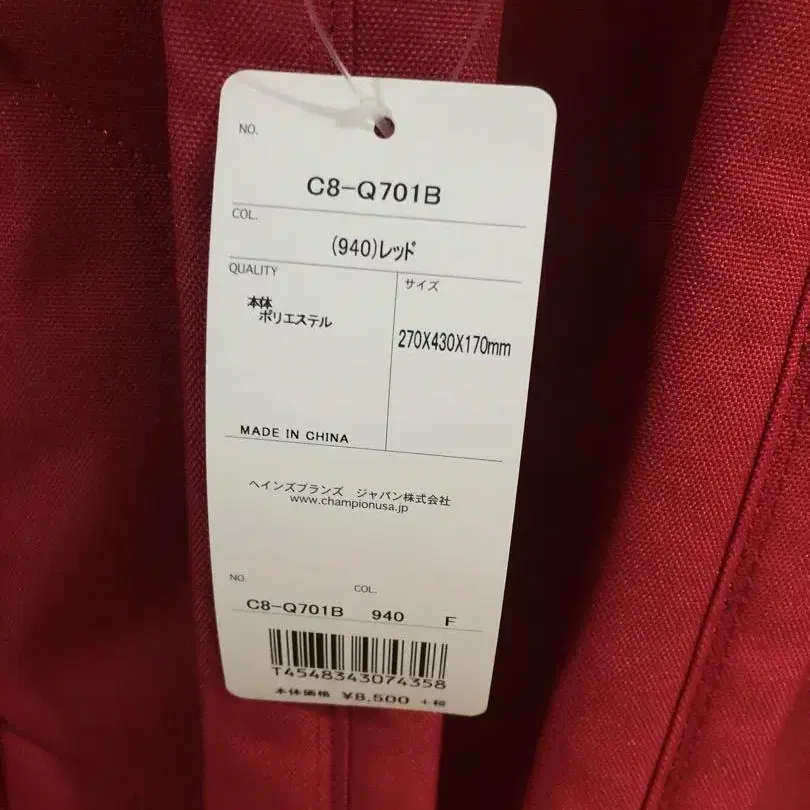 NO.
C8-Q701B
COL.
(940)レッド
QUALITY
サイズ
本体
ポリエステル
270X430X170mm
MADE IN CHINA
ヘインズブランズ ジャパン株式会社
www.championusa.jp
NO. COL.
C8-Q701B 940 F
T4548343074358
本体価格 ¥8,500 +税